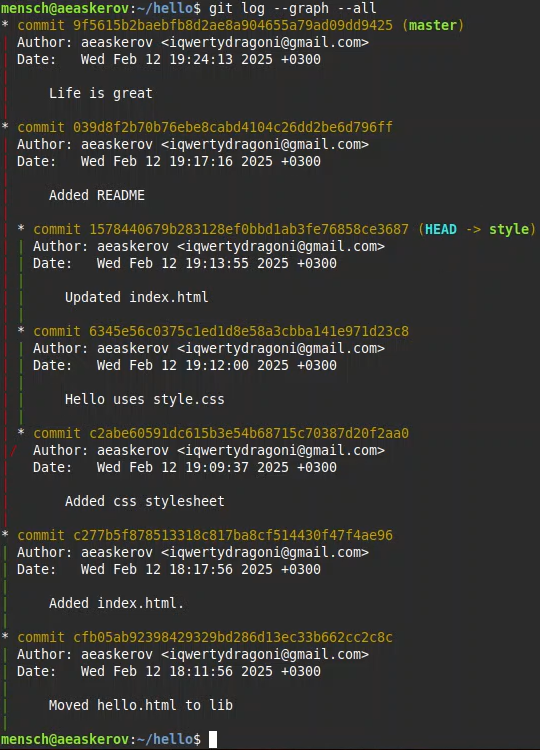 mensch@aeaskerov:~/hello$ git log --graph --all
* commit 9f5615b2baebfb8d2ae8a904655a79ad09dd9425 (master)
| Author: aeaskerov <iqwertydragoni@gmail.com>
| Date:   Wed Feb 12 19:24:13 2025 +0300
|
|     Life is great
|
* commit 039d8f2b70b76ebe8cabd4104c26dd2be6d796ff
| Author: aeaskerov <iqwertydragoni@gmail.com>
| Date:   Wed Feb 12 19:17:16 2025 +0300
|
|     Added README
|
| * commit 1578440679b283128ef0bbd1ab3fe76858ce3687 (HEAD -> style)
| | Author: aeaskerov <iqwertydragoni@gmail.com>
| | Date:   Wed Feb 12 19:13:55 2025 +0300
| |
| |     Updated index.html
| |
| * commit 6345e56c0375c1ed1d8e58a3cbba141e971d23c8
| | Author: aeaskerov <iqwertydragoni@gmail.com>
| | Date:   Wed Feb 12 19:12:00 2025 +0300
| |
| |     Hello uses style.css
| |
| * commit c2abe60591dc615b3e54b68715c70387d20f2aa0
|/  Author: aeaskerov <iqwertydragoni@gmail.com>
|   Date:   Wed Feb 12 19:09:37 2025 +0300
|
|       Added css stylesheet
|
* commit c277b5f878513318c817ba8cf514430f47f4ae96
| Author: aeaskerov <iqwertydragoni@gmail.com>
| Date:   Wed Feb 12 18:17:56 2025 +0300
|
|     Added index.html.
|
* commit cfb05ab92398429329bd286d13ec33b662cc2c8c
| Author: aeaskerov <iqwertydragoni@gmail.com>
| Date:   Wed Feb 12 18:11:56 2025 +0300
|
|     Moved hello.html to lib
|
mensch@aeaskerov:~/hello$